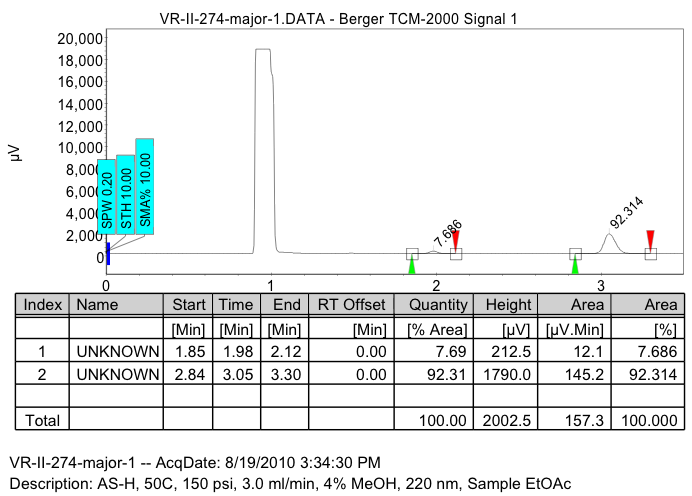 VR-II-274-major-1.DATA - Berger TCM-2000 Signal 1
20,000
18,000
16,000
14,000
12,000
10,000
8,000
6,000
4,000
2,000
0
µV
SPW 0.20
STH 10.00
SMA% 10.00
7.686
92.314
0 1 2 3
Index Name Start Time End RT Offset Quantity Height Area Area
[Min] [Min] [Min] [Min] [% Area] [µV] [µV.Min] [%]
1 UNKNOWN 1.85 1.98 2.12 0.00 7.69 212.5 12.1 7.686
2 UNKNOWN 2.84 3.05 3.30 0.00 92.31 1790.0 145.2 92.314
Total 100.00 2002.5 157.3 100.000
VR-II-274-major-1 -- AcqDate: 8/19/2010 3:34:30 PM
Description: AS-H, 50C, 150 psi, 3.0 ml/min, 4% MeOH, 220 nm, Sample EtOAc